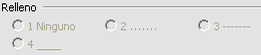 Relleno
1 Ninguno 2 ....... 3 -------
4 ____